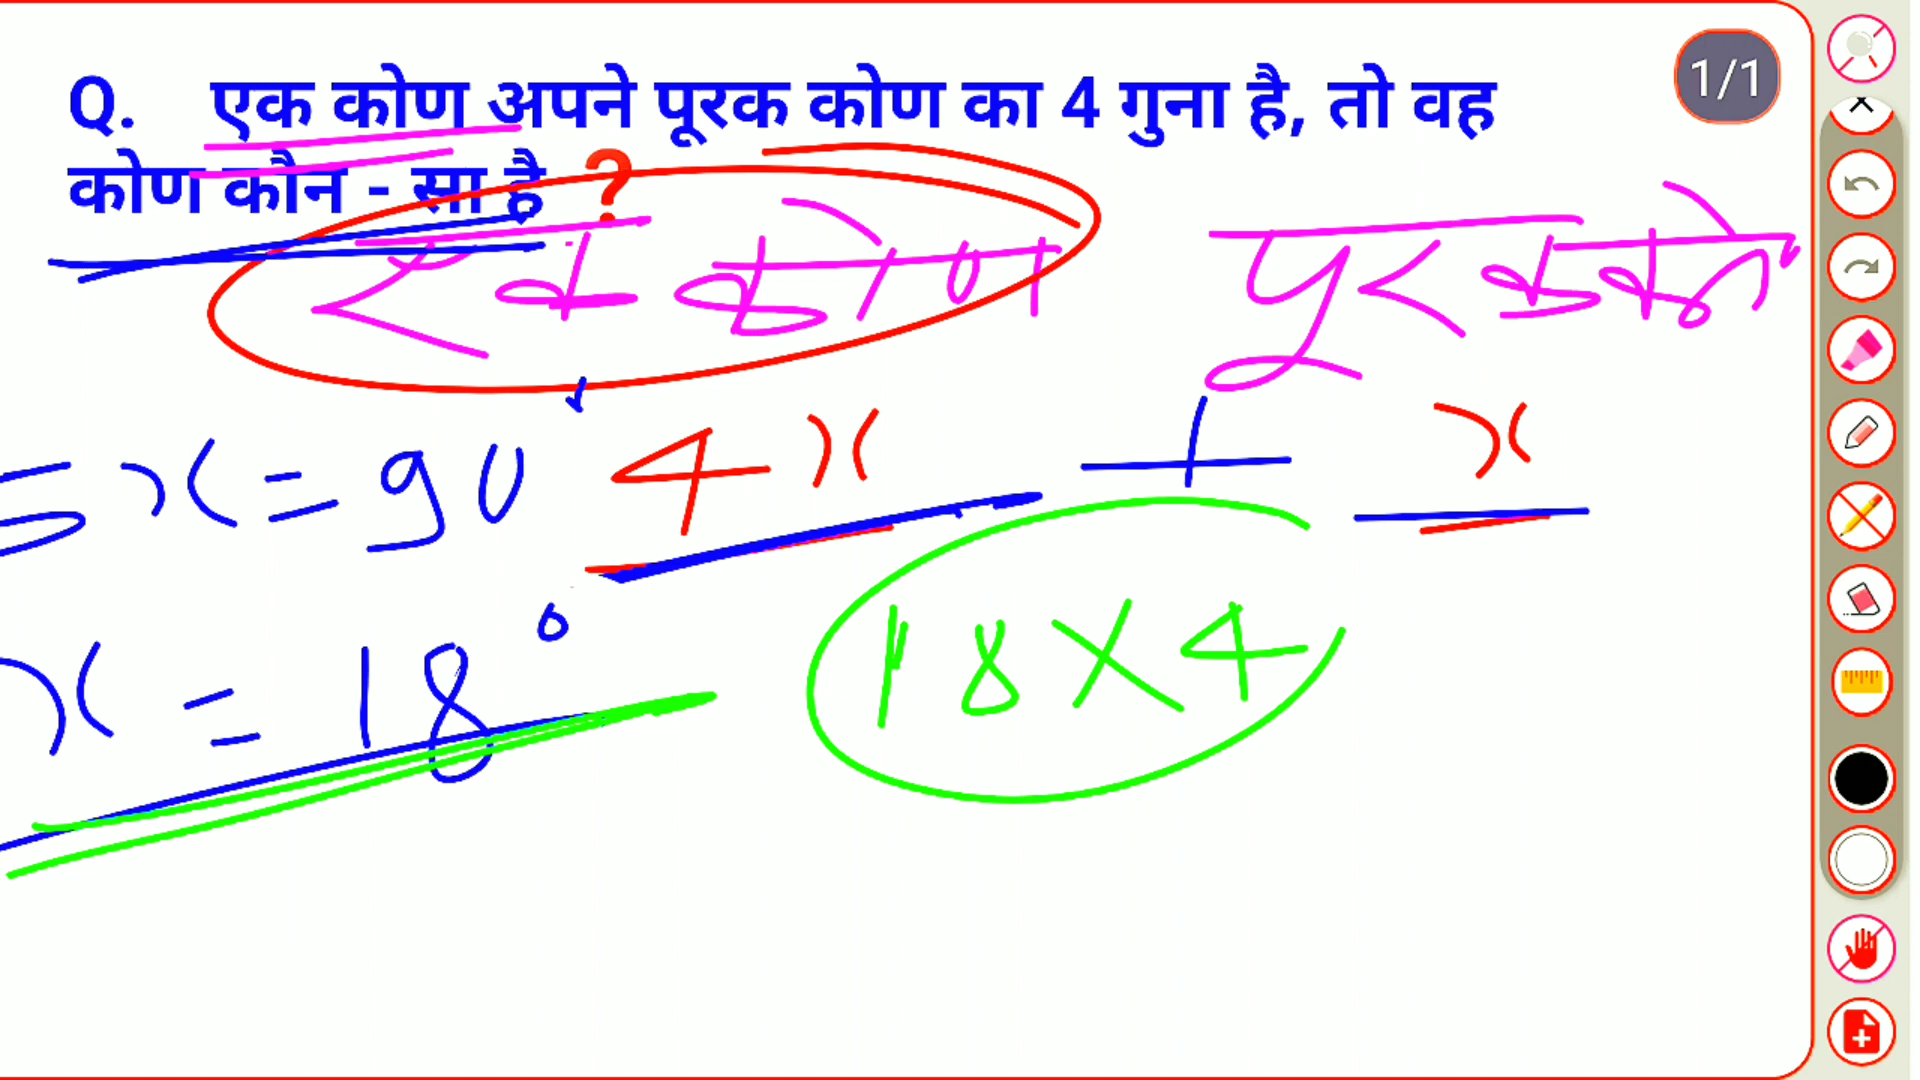 Q. एक कोण अपने पूरक कोण का 4 गुना है, तो वह
कोण कौन - सा है ?
1/1
एक कोण
पूरक कोण
4x + x
5x = 90
x = 18°
18 × 4